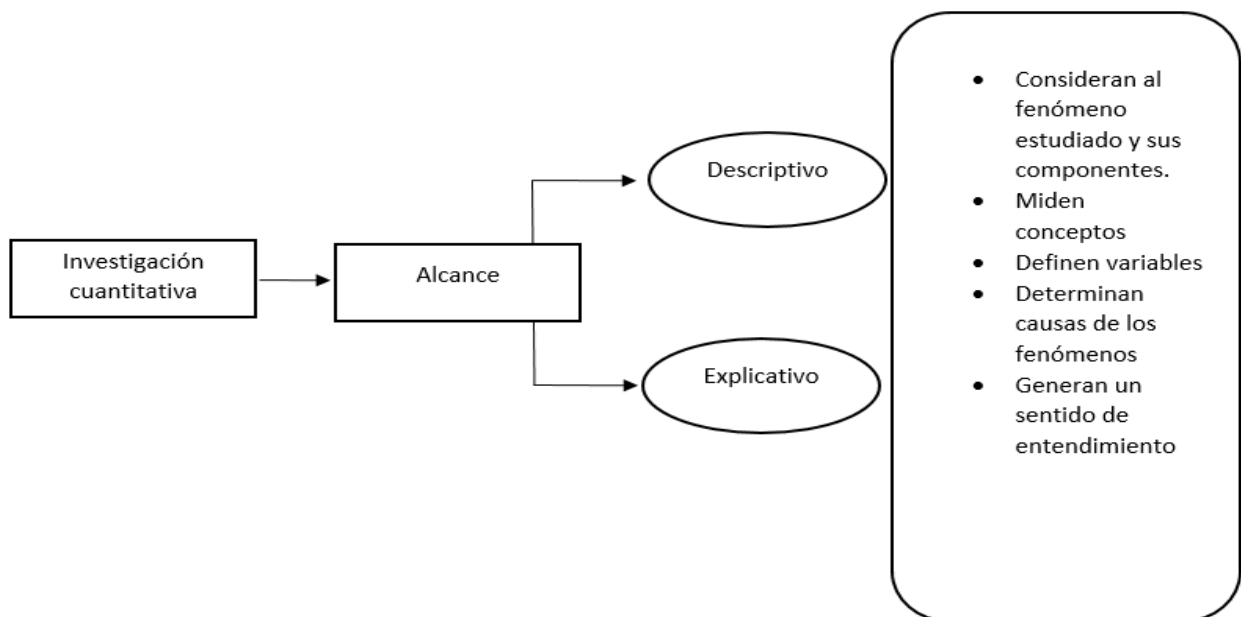 Investigación
cuantitativa
Alcance
Descriptivo
Explicativo
• Consideran al
fenómeno
estudiado y sus
componentes.
• Miden
conceptos
• Definen variables
• Determinan
causas de los
fenómenos
• Generan un
sentido de
entendimiento